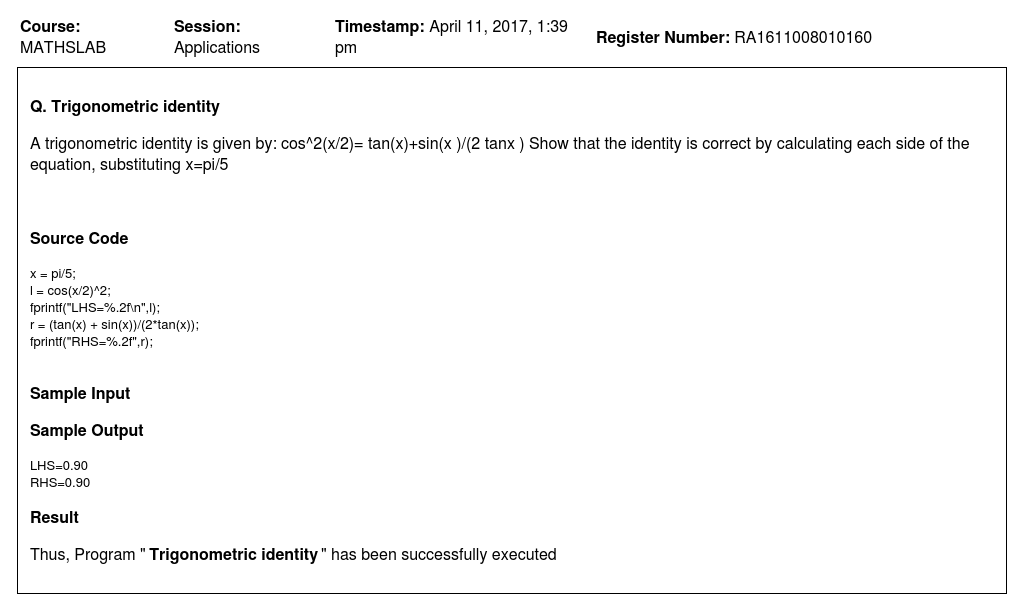 Course: MATHSLAB
Session: Applications
Timestamp: April 11, 2017, 1:39 pm
Register Number: RA1611008010160
Q. Trigonometric identity
A trigonometric identity is given by: cos^2(x/2)= tan(x)+sin(x )/(2 tanx ) Show that the identity is correct by calculating each side of the
equation, substituting x=pi/5
Source Code
x = pi/5;
l = cos(x/2)^2;
fprintf("LHS=%.2f\n",l);
r = (tan(x) + sin(x))/(2*tan(x));
fprintf("RHS=%.2f",r);
Sample Input
Sample Output
LHS=0.90
RHS=0.90
Result
Thus, Program " Trigonometric identity " has been successfully executed